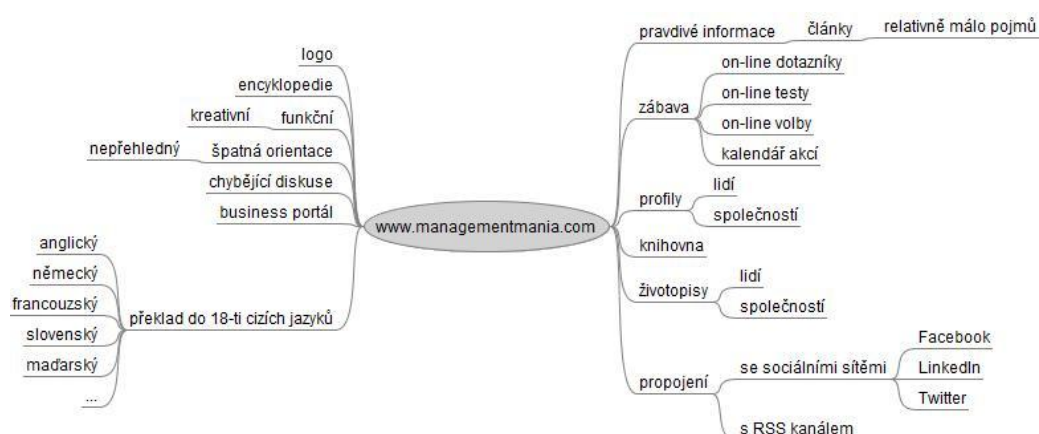 logo
encyklopedie
kreativní funkční
nepřehledný špatná orientace
chybějící diskuse
business portál
anglický
německý
francouzský
slovenský
maďarský
...
překlad do 18-ti cizích jazyků
www.managementmania.com
pravdivé informace články relativně málo pojmů
zábava
on-line dotazníky
on-line testy
on-line volby
kalendář akcí
profily
lidí
společností
knihovna
životopisy
lidí
společností
propojení
se sociálními sítěmi
Facebook
LinkedIn
Twitter
s RSS kanálem